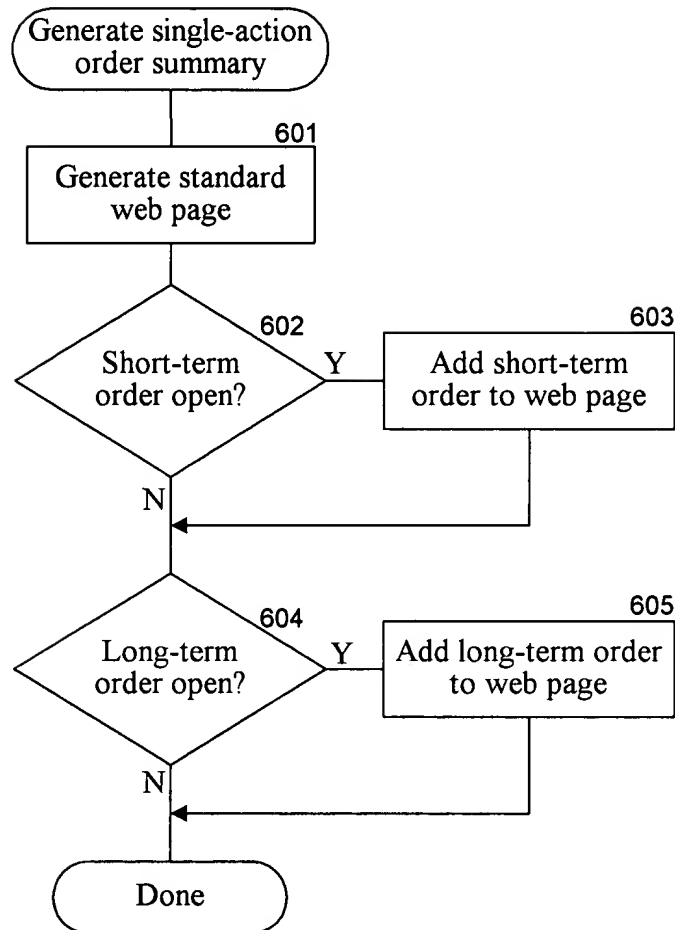 Generate single-action
order summary
601
Generate standard
web page
602
Short-term
order open?
Y
603
Add short-term
order to web page
N
604
Long-term
order open?
Y
605
Add long-term order
to web page
N
Done